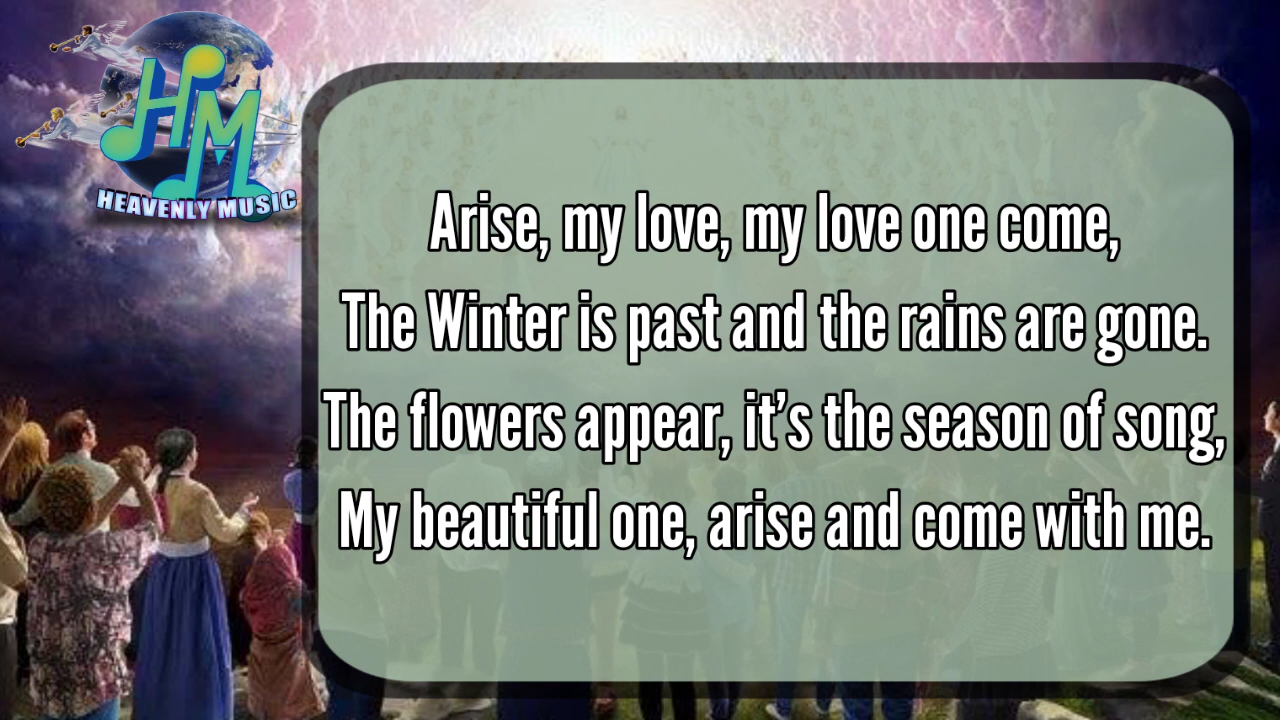 HM
HEAVENLY MUSIC
Arise, my love, my love one come,
The Winter is past and the rains are gone.
The flowers appear, it's the season of song,
My beautiful one, arise and come with me.